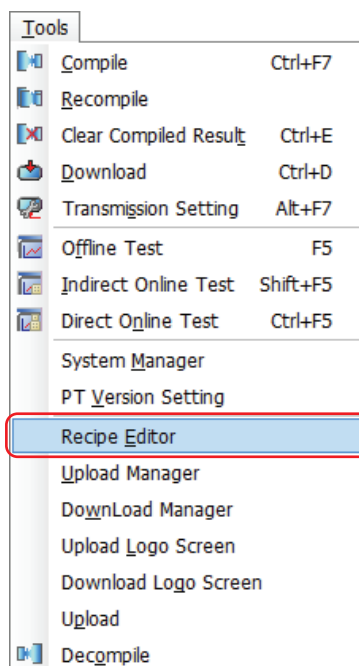 Tools
Compile Ctrl+F7
Recompile
Clear Compiled Result Ctrl+E
Download Ctrl+D
Transmission Setting Alt+F7
Offline Test F5
Indirect Online Test Shift+F5
Direct Online Test Ctrl+F5
System Manager
PT Version Setting
Recipe Editor
Upload Manager
DownLoad Manager
Upload Logo Screen
Download Logo Screen
Upload
Decompile